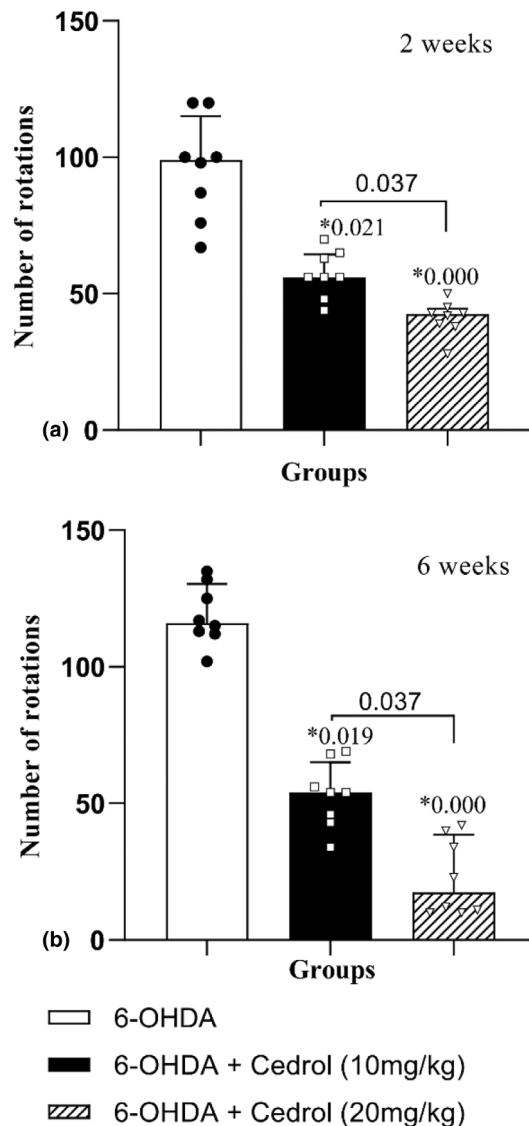 150
2 weeks
Number of rotations
100
0.037
*0.021
*0.000
50
(a)
0
Groups
150
6 weeks
Number of rotations
100
0.037
*0.019
*0.000
50
(b)
0
Groups
6-OHDA
6-OHDA + Cedrol (10mg/kg)
6-OHDA + Cedrol (20mg/kg)